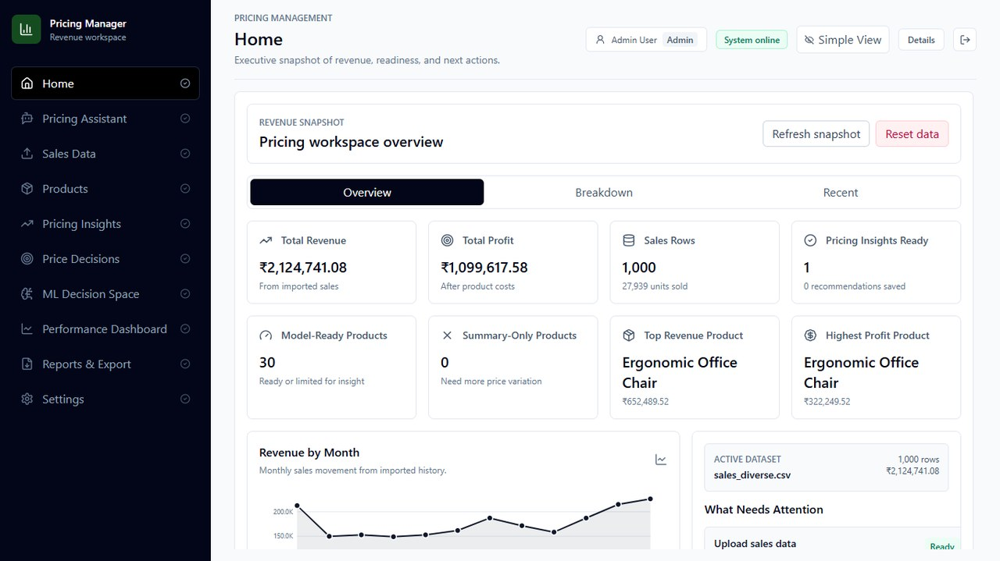 Pricing Manager
Revenue workspace
Home
Pricing Assistant
Sales Data
Products
Pricing Insights
Price Decisions
ML Decision Space
Performance Dashboard
Reports & Export
Settings
PRICING MANAGEMENT
Home
Executive snapshot of revenue, readiness, and next actions.
Admin User Admin
System online
Simple View
Details
REVENUE SNAPSHOT
Pricing workspace overview
Refresh snapshot
Reset data
Overview
Breakdown
Recent
Total Revenue
₹2,124,741.08
From imported sales
Total Profit
₹1,099,617.58
After product costs
Sales Rows
1,000
27,939 units sold
Pricing Insights Ready
1
0 recommendations saved
Model-Ready Products
30
Ready or limited for insight
Summary-Only Products
0
Need more price variation
Top Revenue Product
Ergonomic Office
Chair
₹652,489.52
Highest Profit Product
Ergonomic Office
Chair
₹322,249.52
Revenue by Month
Monthly sales movement from imported history.
200.0K
150.0K
ACTIVE DATASET
sales_diverse.csv
1,000 rows
₹2,124,741.08
What Needs Attention
Upload sales data
Ready